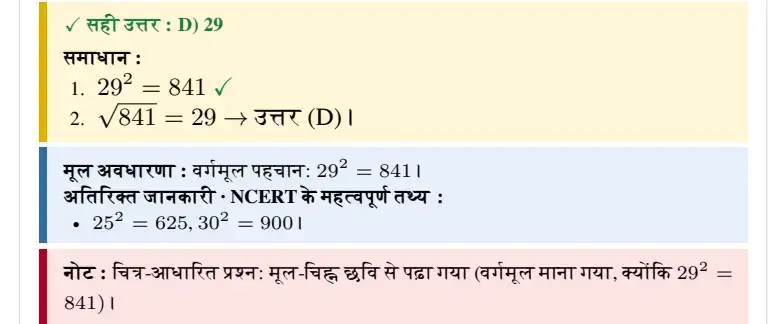 ✓ सही उत्तर : D) 29
समाधान :
1. 29² = 841 ✓
2. √841 = 29 → उत्तर (D)।
मूल अवधारणा : वर्गमूल पहचान: 29² = 841।
अतिरिक्त जानकारी · NCERT के महत्वपूर्ण तथ्य :
• 25² = 625, 30² = 900।
नोट : चित्र-आधारित प्रश्न: मूल-चिह्न छवि से पढ़ा गया (वर्गमूल माना गया, क्योंकि 29² =
841)।